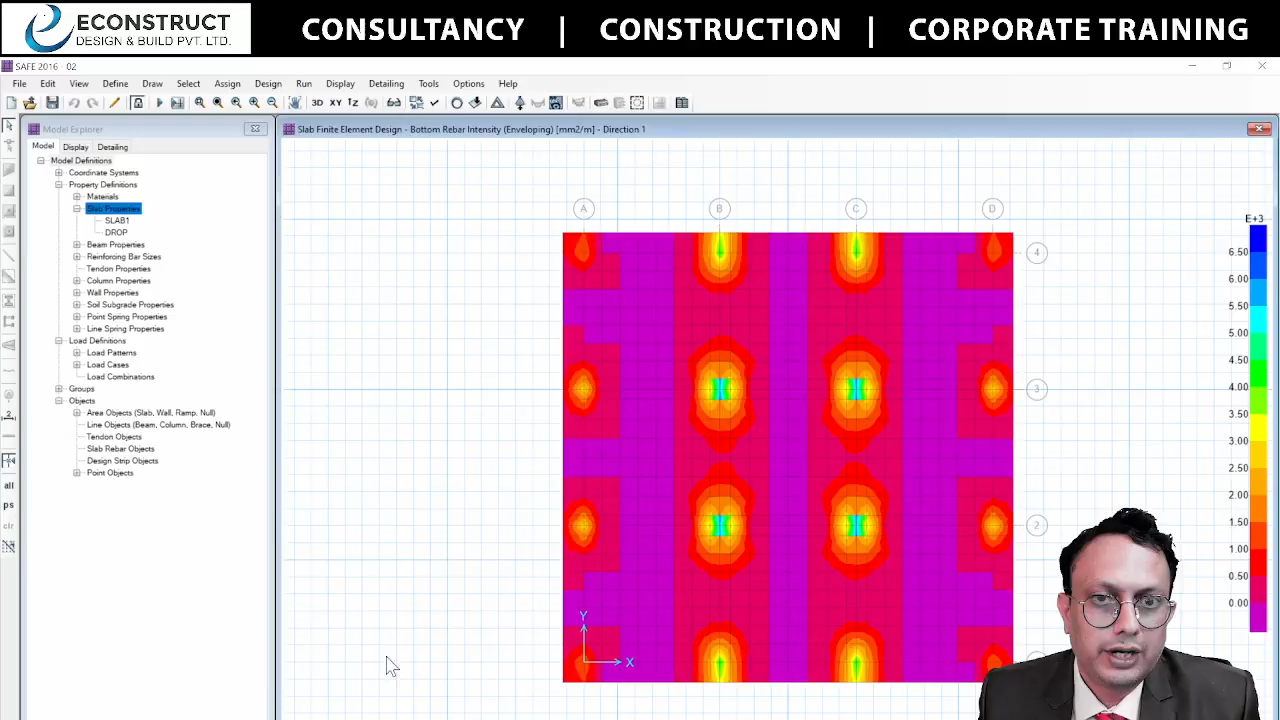 ECONSTRUCT
DESIGN & BUILD PVT. LTD.
CONSULTANCY | CONSTRUCTION | CORPORATE TRAINING
SAFE 2016 - 02
File Edit View Define Draw Select Assign Design Run Display Detailing Tools Options Help
3D XY YZ
Model Explorer
Slab Finite Element Design - Bottom Rebar Intensity (Enveloping) [mm2/m] - Direction 1
Model Display Detailing
Model Definitions
Coordinate Systems
Property Definitions
Materials
Slab Properties
SLAB1
DROP
Beam Properties
Reinforcing Bar Sizes
Tendon Properties
Column Properties
Wall Properties
Soil Subgrade Properties
Point Spring Properties
Line Spring Properties
Load Definitions
Load Patterns
Load Cases
Load Combinations
Groups
Objects
Area Objects (Slab, Wall, Ramp, Null)
Line Objects (Beam, Column, Brace, Null)
Tendon Objects
Slab Rebar Objects
Design Strip Objects
Point Objects
all
ps
clr
A B C D
4
3
2
Y
X
E+3
6.50
6.00
5.50
5.00
4.50
4.00
3.50
3.00
2.50
2.00
1.50
1.00
0.50
0.00